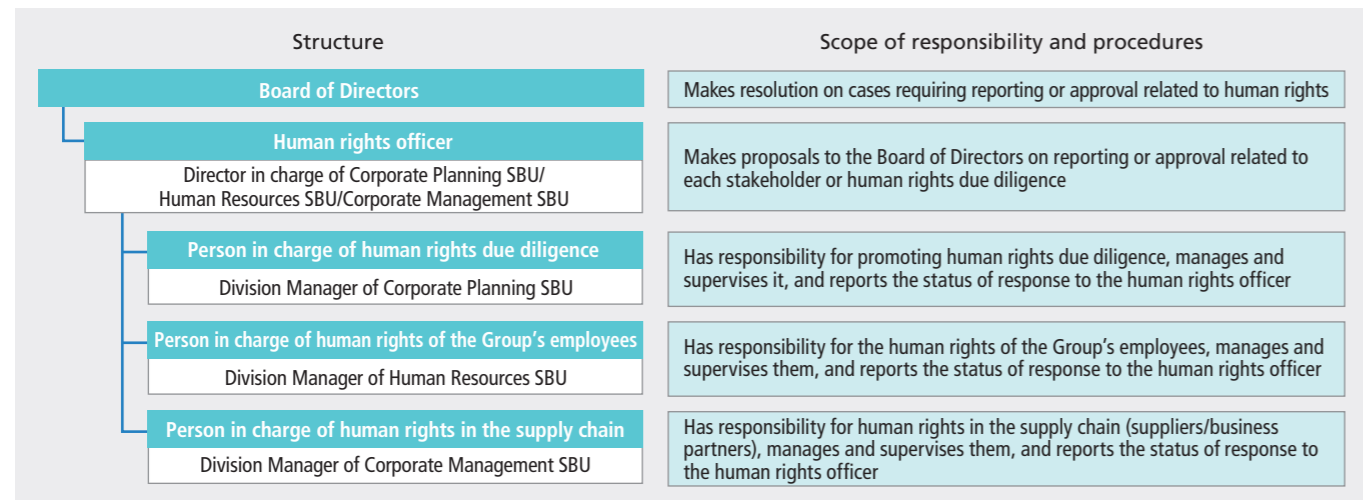 Structure
Scope of responsibility and procedures
Board of Directors
Makes resolution on cases requiring reporting or approval related to human rights
Human rights officer
Director in charge of Corporate Planning SBU/
Human Resources SBU/Corporate Management SBU
Makes proposals to the Board of Directors on reporting or approval related to
each stakeholder or human rights due diligence
Person in charge of human rights due diligence
Division Manager of Corporate Planning SBU
Has responsibility for promoting human rights due diligence, manages and
supervises it, and reports the status of response to the human rights officer
Person in charge of human rights of the Group’s employees
Division Manager of Human Resources SBU
Has responsibility for the human rights of the Group’s employees, manages and
supervises them, and reports the status of response to the human rights officer
Person in charge of human rights in the supply chain
Division Manager of Corporate Management SBU
Has responsibility for human rights in the supply chain (suppliers/business
partners), manages and supervises them, and reports the status of response to
the human rights officer